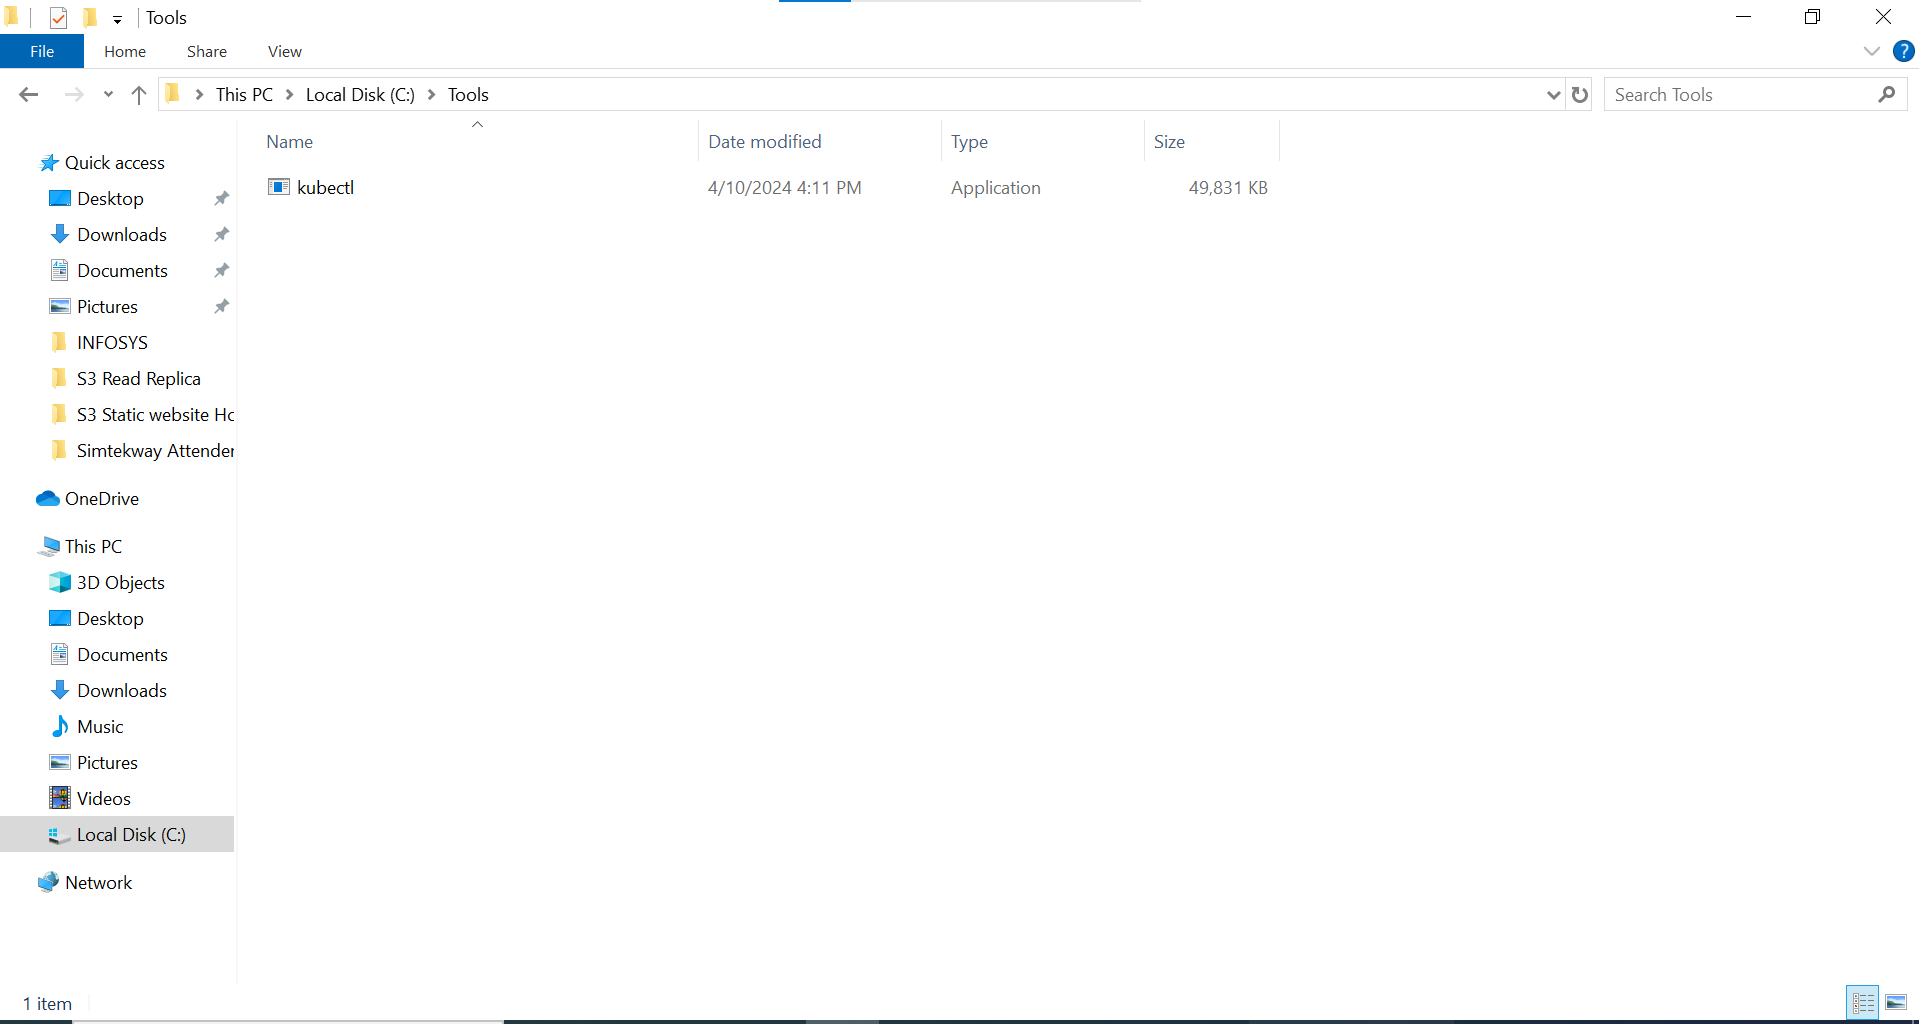 Tools
File Home Share View
?
This PC Local Disk (C:) Tools
Search Tools
Name Date modified Type Size
kubectl 4/10/2024 4:11 PM Application 49,831 KB
Quick access
Desktop
Downloads
Documents
Pictures
INFOSYS
S3 Read Replica
S3 Static website Ho
Simtekway Attender
OneDrive
This PC
3D Objects
Desktop
Documents
Downloads
Music
Pictures
Videos
Local Disk (C:)
Network
1 item